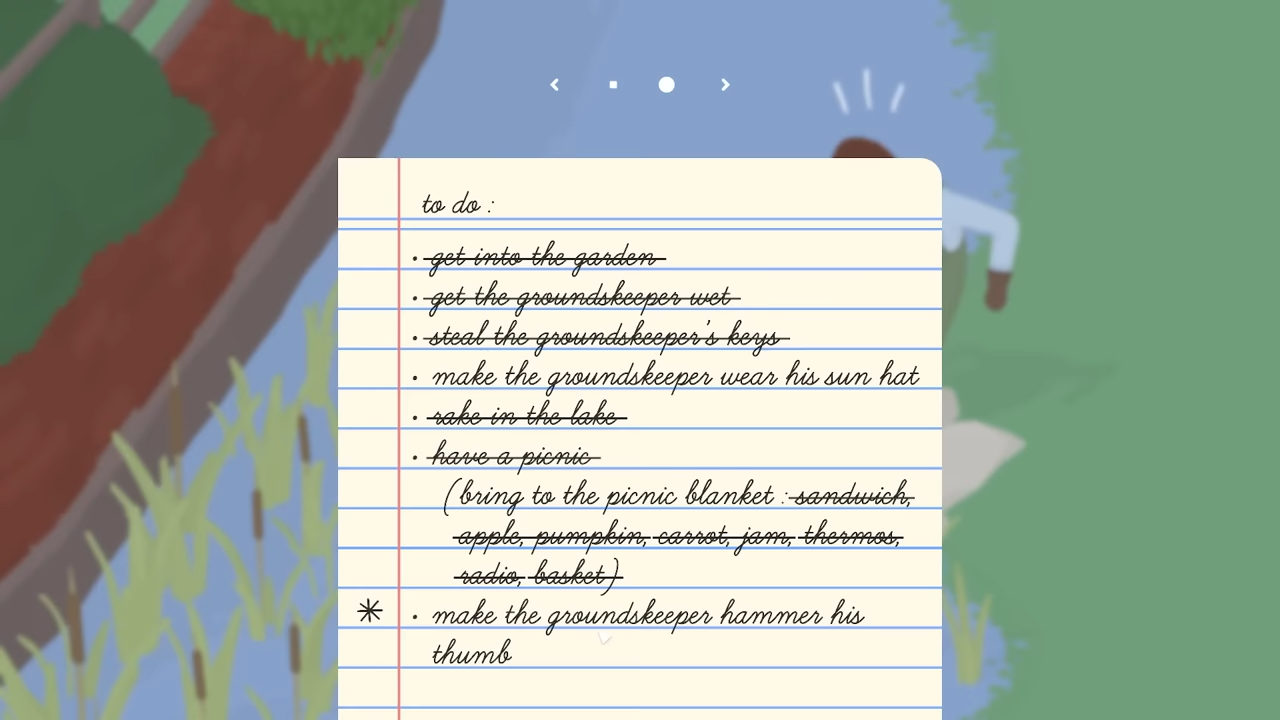 to do :
• get into the garden
• get the groundskeeper wet
• steal the groundskeeper's keys
• make the groundskeeper wear his sun hat
• rake in the lake
• have a picnic
(bring to the picnic blanket : sandwich,
apple, pumpkin, carrot, jam, thermos,
radio, basket)
• make the groundskeeper hammer his
thumb